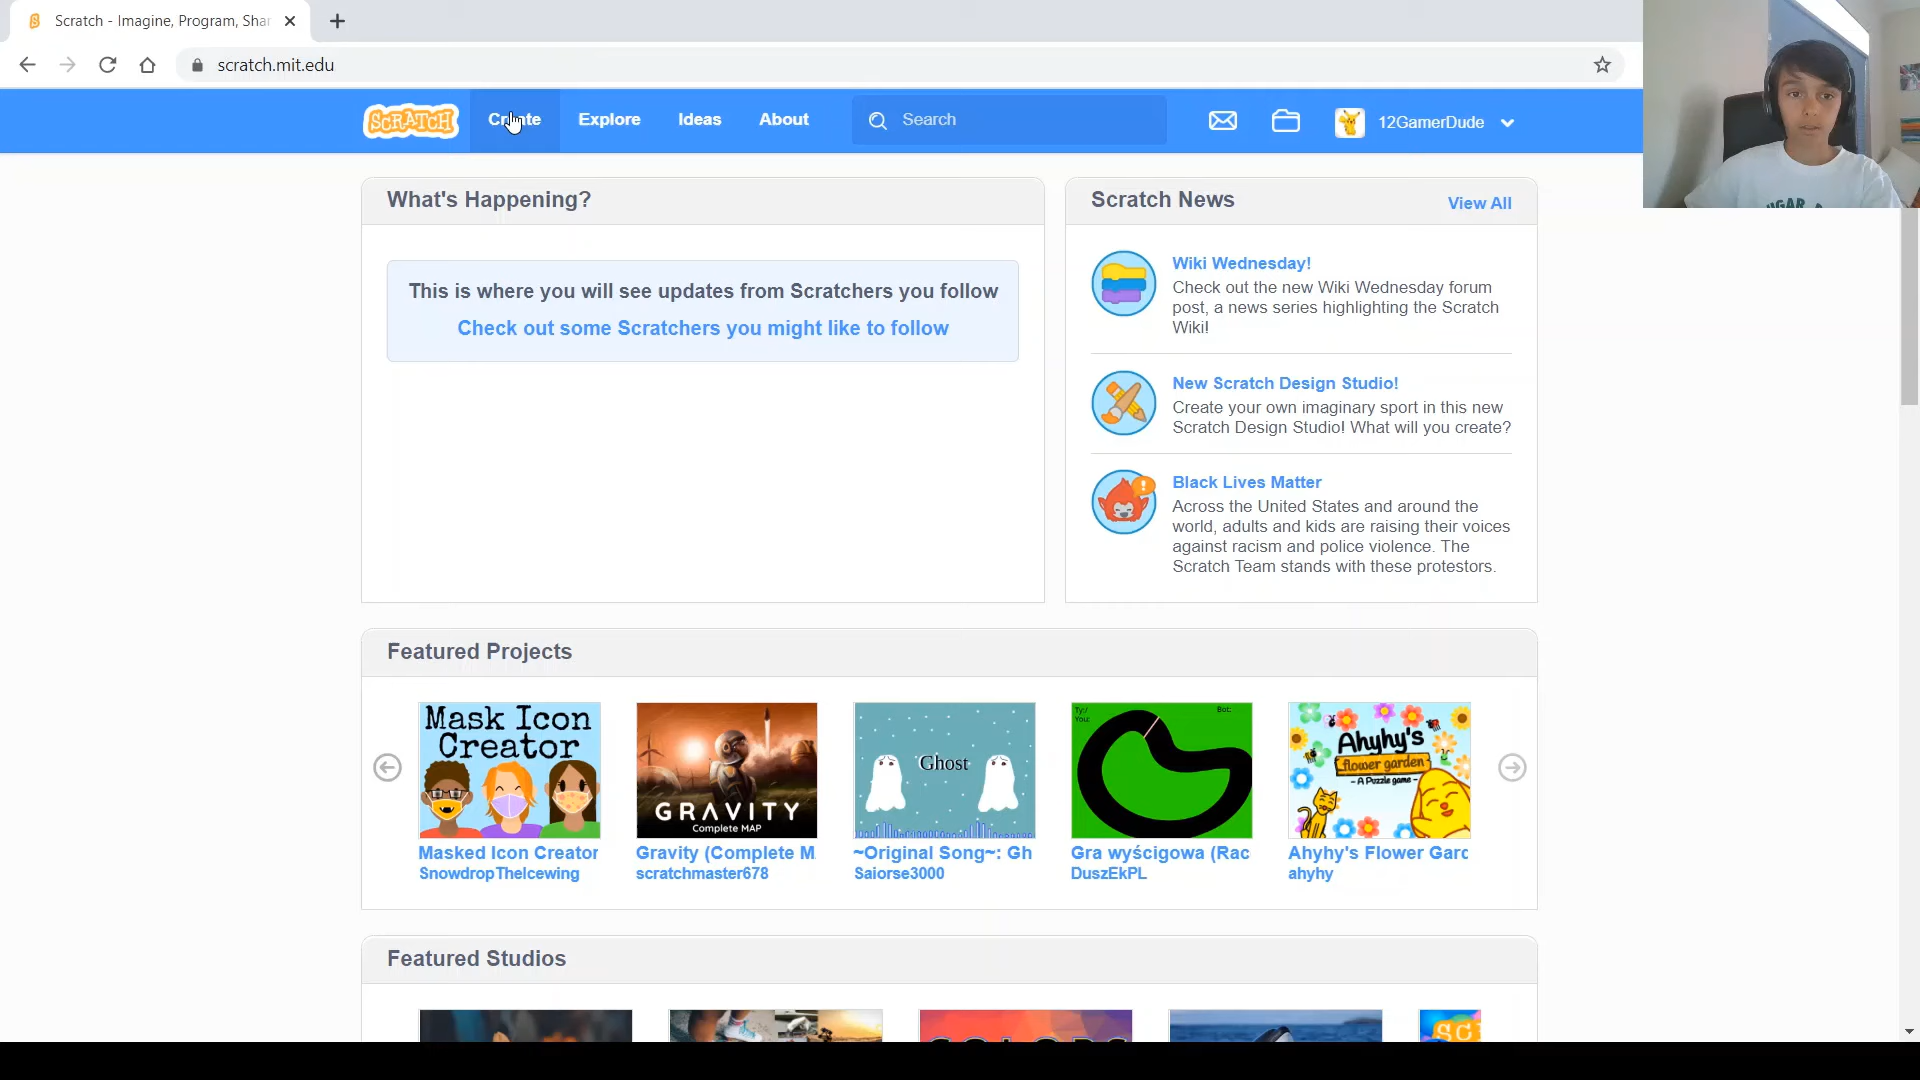 Scratch - Imagine, Program, Shar
scratch.mit.edu
SCRATCH
Create
Explore
Ideas
About
Search
12GamerDude
What's Happening?
This is where you will see updates from Scratchers you follow
Check out some Scratchers you might like to follow
Scratch News
View All
Wiki Wednesday!
Check out the new Wiki Wednesday forum
post, a news series highlighting the Scratch
Wiki!
New Scratch Design Studio!
Create your own imaginary sport in this new
Scratch Design Studio! What will you create?
Black Lives Matter
Across the United States and around the
world, adults and kids are raising their voices
against racism and police violence. The
Scratch Team stands with these protestors.
Featured Projects
Mask Icon
Creator
Masked Icon Creator
SnowdropTheIcewing
GRAVITY
Complete MAP
Gravity (Complete M
scratchmaster678
Ghost
~Original Song~: Gh
Saiorse3000
Ty:/
You:
Bot:
Gra wyścigowa (Rac
DuszEkPL
Ahyhy's
flower garden
- A Puzzle game -
Ahyhy's Flower Gard
ahyhy
Featured Studios